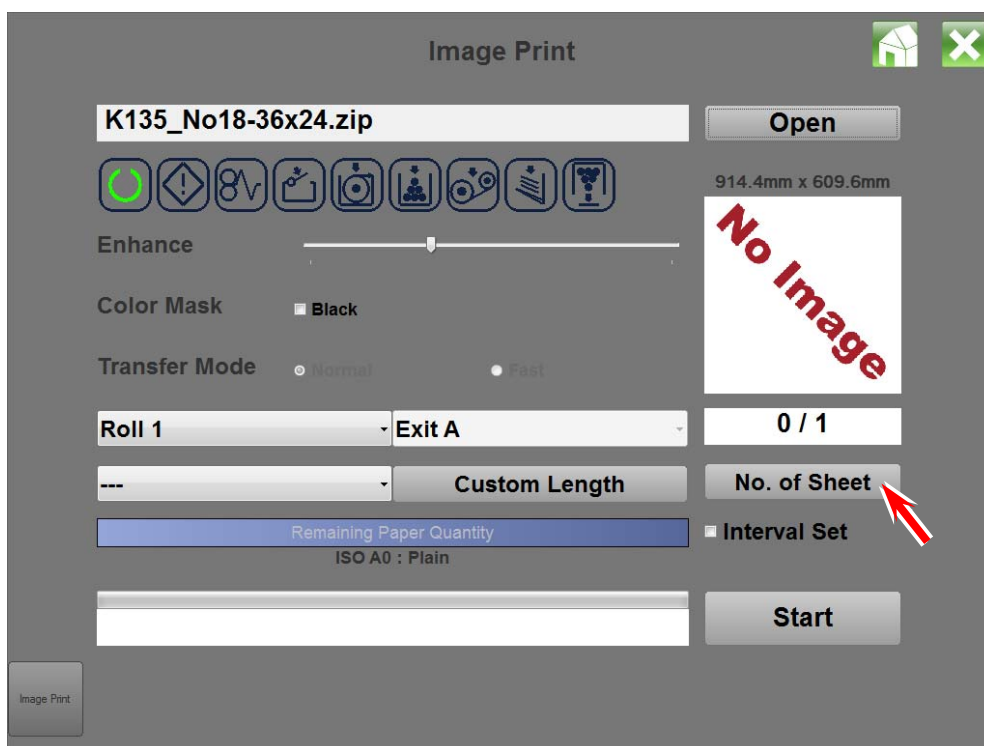 Image Print
K135_No18-36x24.zip
Open
914.4mm x 609.6mm
No Image
Enhance
Color Mask
Black
Transfer Mode
Normal
Fast
Roll 1
Exit A
0 / 1
---
Custom Length
No. of Sheet
Remaining Paper Quantity
Interval Set
ISO A0 : Plain
Start
Image Print